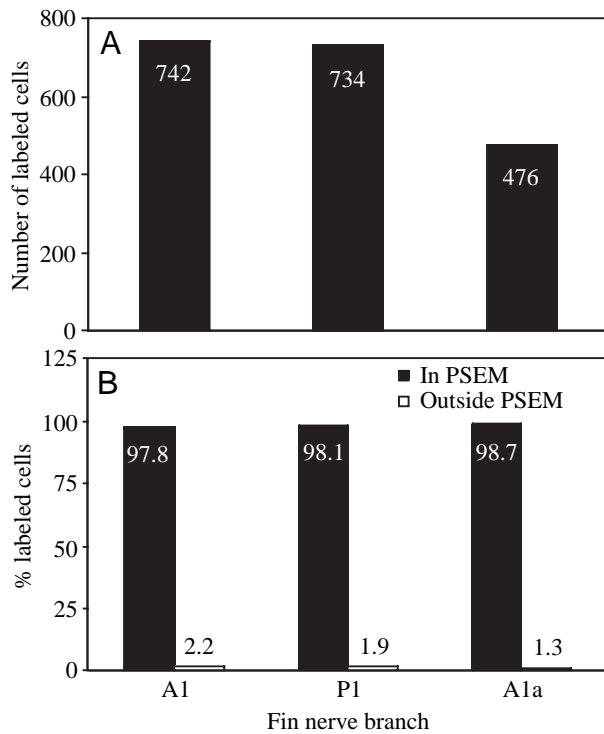 A
Number of labeled cells
800
600
400
200
0
742
734
476
B
% labeled cells
125
100
75
50
25
0
In PSEM
Outside PSEM
97.8
2.2
98.1
1.9
98.7
1.3
A1
P1
A1a
Fin nerve branch